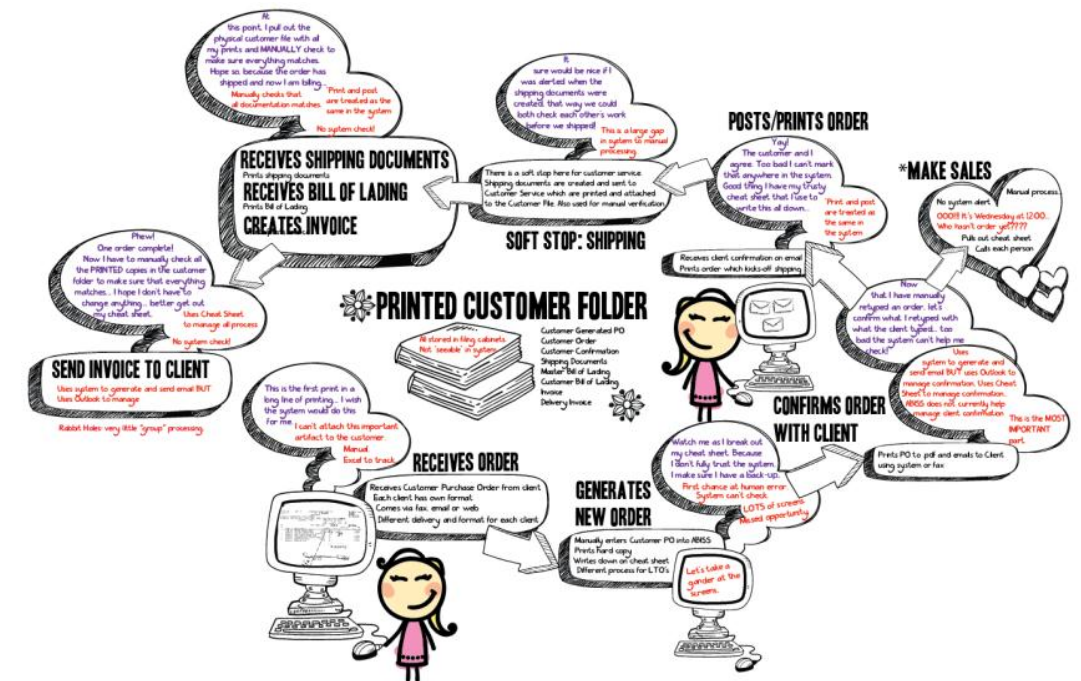 At
this point, I pull out the
physical customer file with all
my prints and MANUALLY check to
make sure everything matches.
Hope so, because the order has
shipped and now I am billing...
Manually checks that
all documentation matches
Print and post
are treated as the
same in the system
No system check!
RECEIVES SHIPPING DOCUMENTS
Prints shipping documents
RECEIVES BILL OF LADING
Prints Bill of Lading
CREATES INVOICE
It
sure would be nice if I
was alerted when the
shipping documents were
created, that way we could
both check each other's work
before we shipped!
This is a large gap
in system to manual
processing.
There is a soft stop here for customer service.
Shipping documents are created and sent to
Customer Service which are printed and attached
to the Customer File. Also used for manual verification.
SOFT STOP: SHIPPING
POSTS/PRINTS ORDER
Yay!
The customer and I
agree. Too bad I can't mark
that anywhere in the system.
Good thing I have my trusty
cheat sheet that I use to
write this all down...
Print and post
are treated as
the same in
the system
Receives client confirmation on email
Prints order which kicks-off shipping
*MAKE SALES
Manual process.
No system alert
OOO!!! It's Wednesday at 12:00...
Who hasn't order yet????
Pulls out cheat sheet
Calls each person
Phew!
One order complete!
Now I have to manually check all
the PRINTED copies in the customer
folder to make sure that everything
matches... I hope I don't have to
change anything... better get out
my cheat sheet.
Uses Cheat Sheet
to manage all process
No system check!
SEND INVOICE TO CLIENT
Uses system to generate and send email BUT
Uses Outlook to manage
Rabbit Holes: very little "group" processing.
PRINTED CUSTOMER FOLDER
All stored in filing cabinets
Not 'seeable' in system
Customer Generated PO
Customer Order
Customer Confirmation
Shipping Documents
Master Bill of Lading
Customer Bill of Lading
Invoice
Delivery Invoice
Now
that I have manually
retyped an order, let's
confirm what I retyped with
what the client typed... too
bad the system can't help me
check!
Uses
system to generate and
send email BUT uses Outlook to
manage confirmation. Uses Cheat
Sheet to manage confirmation.
ABSS does not currently help
manage client confirmation
This is the MOST
IMPORTANT
part.
CONFIRMS ORDER
WITH CLIENT
Prints PO to pdf and emails to Client
using system or fax
This is the first print in a
long line of printing... I wish
the system would do this
for me.
I can't attach this important
artifact to the customer.
Manual.
Excel to track.
RECEIVES ORDER
Receives Customer Purchase Order from client
Each client has own format.
Comes via fax, email or web
Different delivery and format for each client
GENERATES
NEW ORDER
Watch me as I break out
my cheat sheet. Because
I don't fully trust the system,
I make sure I have a back-up.
First chance at human error
System can't check
LOTS of screens
Missed opportunity
Manually enters Customer PO into ABSS
Prints hard copy
Writes down on cheat sheet
Different process for LTO's
Let's take a
gander at the
screens.